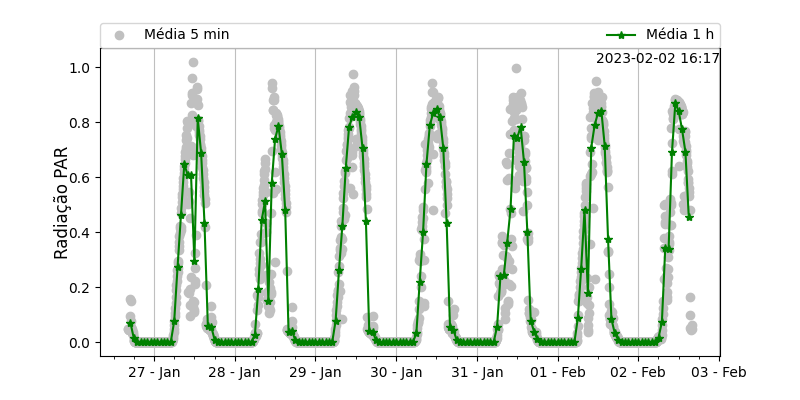 Média 5 min
Média 1 h
2023-02-02 16:17
Radiação PAR
1.0
0.8
0.6
0.4
0.2
0.0
27 - Jan
28 - Jan
29 - Jan
30 - Jan
31 - Jan
01 - Feb
02 - Feb
03 - Feb